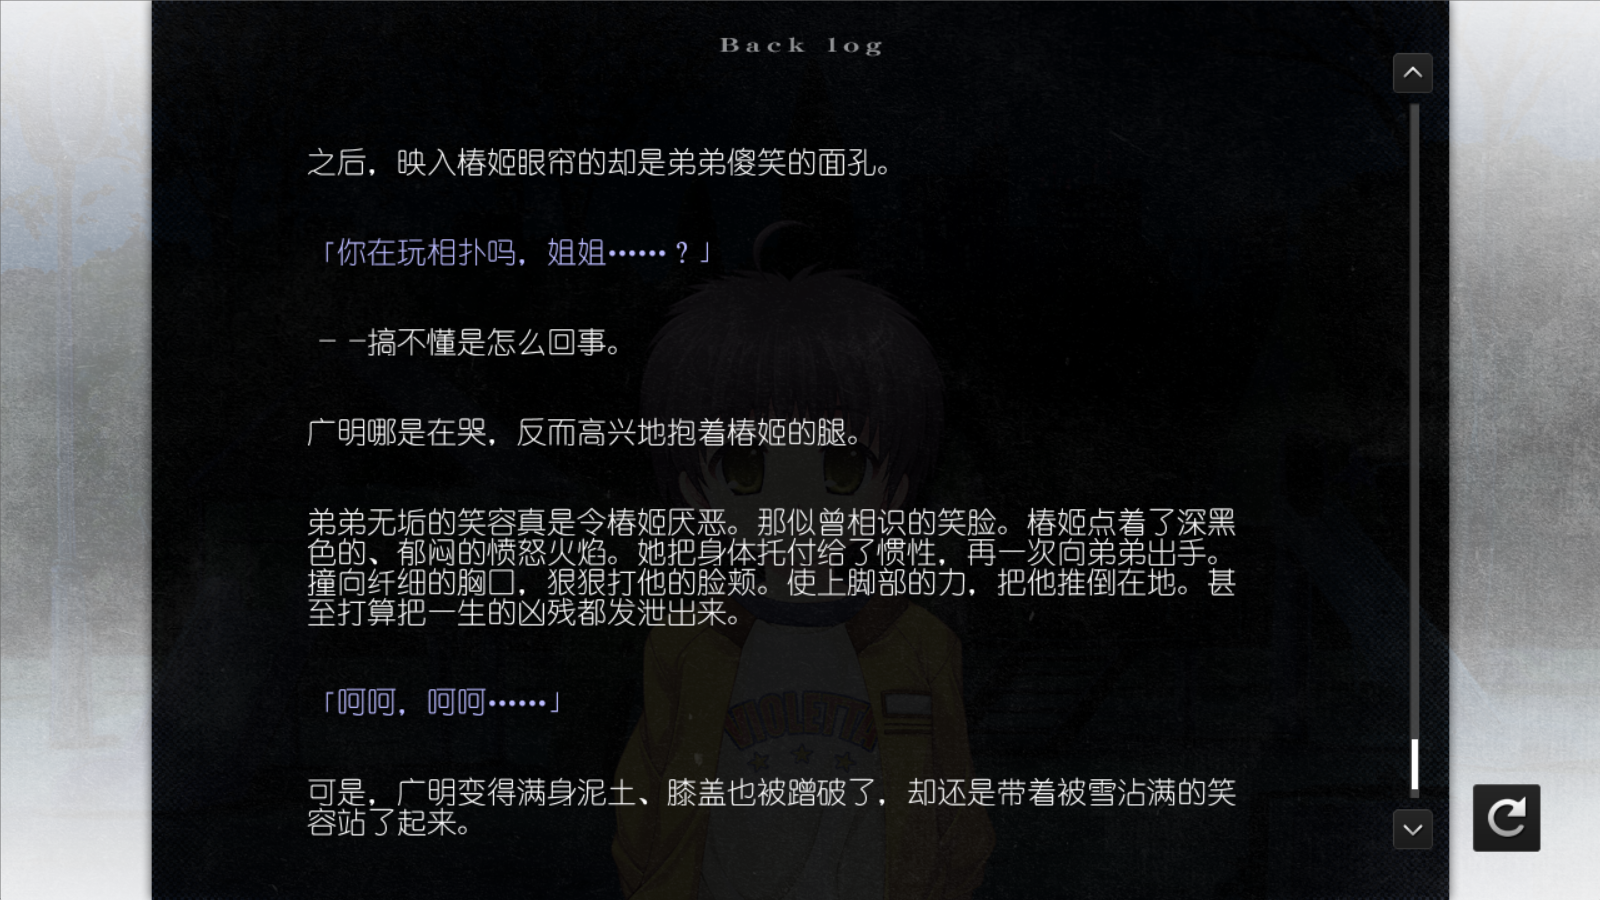 Back log
之后，映入椿姬眼帘的却是弟弟傻笑的面孔。
「你在玩相扑吗，姐姐……？」
－－搞不懂是怎么回事。
广明哪是在哭，反而高兴地抱着椿姬的腿。
弟弟无垢的笑容真是令椿姬厌恶。那似曾相识的笑脸。椿姬点着了深黑
色的、郁闷的愤怒火焰。她把身体托付给了惯性，再一次向弟弟出手。
撞向纤细的胸口，狠狠打他的脸颊。使上脚部的力，把他推倒在地。甚
至打算把一生的凶残都发泄出来。
「呵呵，呵呵……」
可是，广明变得满身泥土、膝盖也被蹭破了，却还是带着被雪沾满的笑
容站了起来。
VIOLETTA